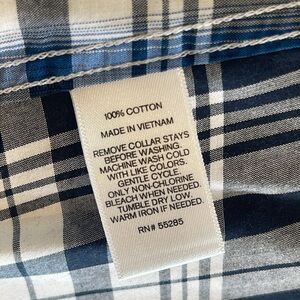 100% COTTON
MADE IN VIETNAM
REMOVE COLLAR STAYS
BEFORE WASHING.
MACHINE WASH COLD
WITH LIKE COLORS.
GENTLE CYCLE.
ONLY NON-CHLORINE
BLEACH WHEN NEEDED.
TUMBLE DRY LOW.
WARM IRON IF NEEDED.
RN# 55285